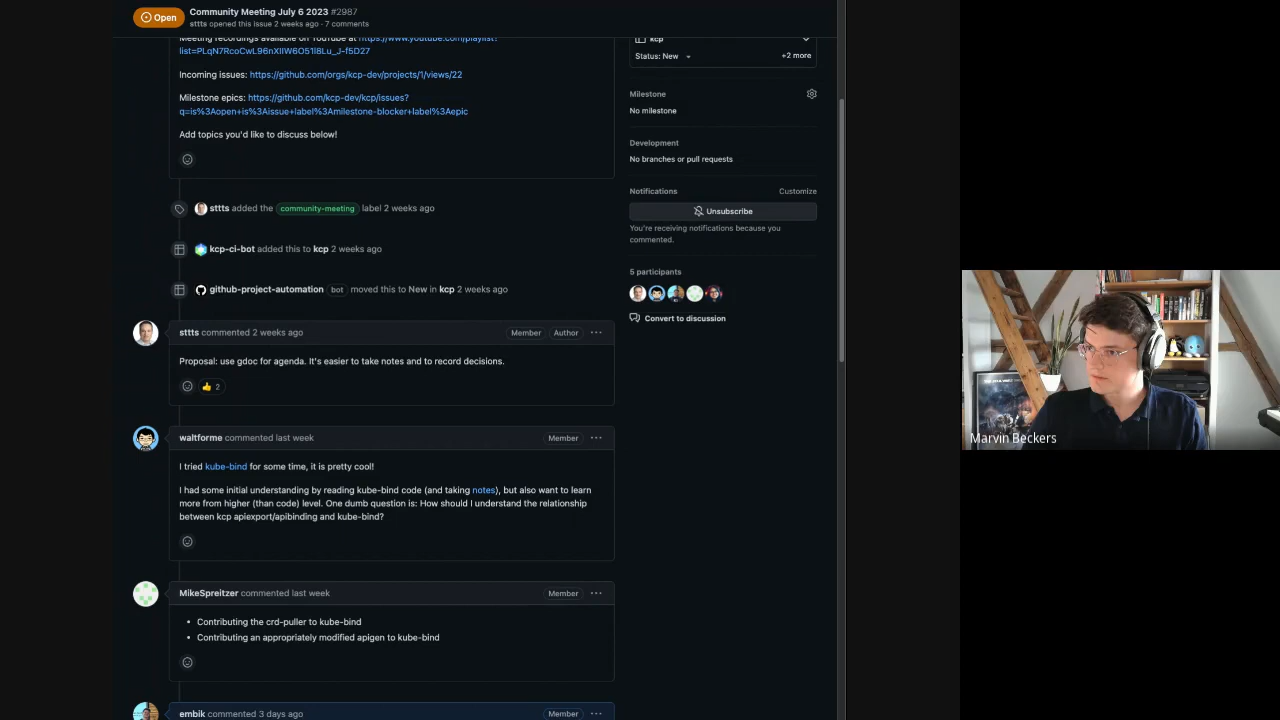 Open
Community Meeting July 6 2023 #2987
sttts opened this issue 2 weeks ago · 7 comments
Meeting recordings available on YouTube at https://www.youtube.com/playlist?
list=PLqN7RcoCwL96nXIIW6O51l8Lu_J-f5D27
Incoming issues: https://github.com/orgs/kcp-dev/projects/1/views/22
Milestone epics: https://github.com/kcp-dev/kcp/issues?
q=is%3Aopen+is%3Aissue+label%3Amilestone-blocker+label%3Aepic
Add topics you'd like to discuss below!
sttts added the community-meeting label 2 weeks ago
kcp-ci-bot added this to kcp 2 weeks ago
github-project-automation bot moved this to New in kcp 2 weeks ago
sttts commented 2 weeks ago Member Author
Proposal: use gdoc for agenda. It's easier to take notes and to record decisions.
👍 2
waltforme commented last week Member
I tried kube-bind for some time, it is pretty cool!
I had some initial understanding by reading kube-bind code (and taking notes), but also want to learn
more from higher (than code) level. One dumb question is: How should I understand the relationship
between kcp apiexport/apibinding and kube-bind?
MikeSpreitzer commented last week Member
• Contributing the crd-puller to kube-bind
• Contributing an appropriately modified apigen to kube-bind
embik commented 3 days ago Member
kcp
Status: New +2 more
Milestone
No milestone
Development
No branches or pull requests
Notifications Customize
Unsubscribe
You're receiving notifications because you
commented.
5 participants
Convert to discussion
Marvin Beckers